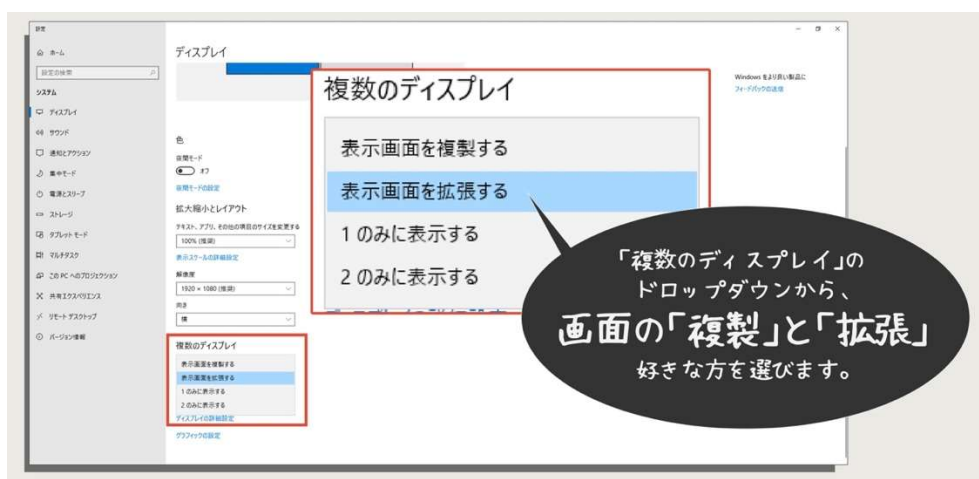 設定
ホーム
設定の検索
システム
ディスプレイ
サウンド
通知とアクション
集中モード
電源とスリープ
ストレージ
タブレット モード
マルチタスク
この PC へのプロジェクション
共有エクスペリエンス
リモート デスクトップ
バージョン情報
ディスプレイ
色
夜間モード
オフ
夜間モードの設定
拡大縮小とレイアウト
テキスト、アプリ、その他の項目のサイズを変更する
100% (推奨)
表示スケールの詳細設定
解像度
1920 × 1080 (推奨)
向き
横
複数のディスプレイ
表示画面を複製する
表示画面を拡張する
1 のみに表示する
2 のみに表示する
ディスプレイの詳細設定
グラフィックの設定
複数のディスプレイ
表示画面を複製する
表示画面を拡張する
1 のみに表示する
2 のみに表示する
Windows をより良い製品に
フィードバックの送信
「複数のディスプレイ」の
ドロップダウンから、
画面の「複製」と「拡張」
好きな方を選びます。